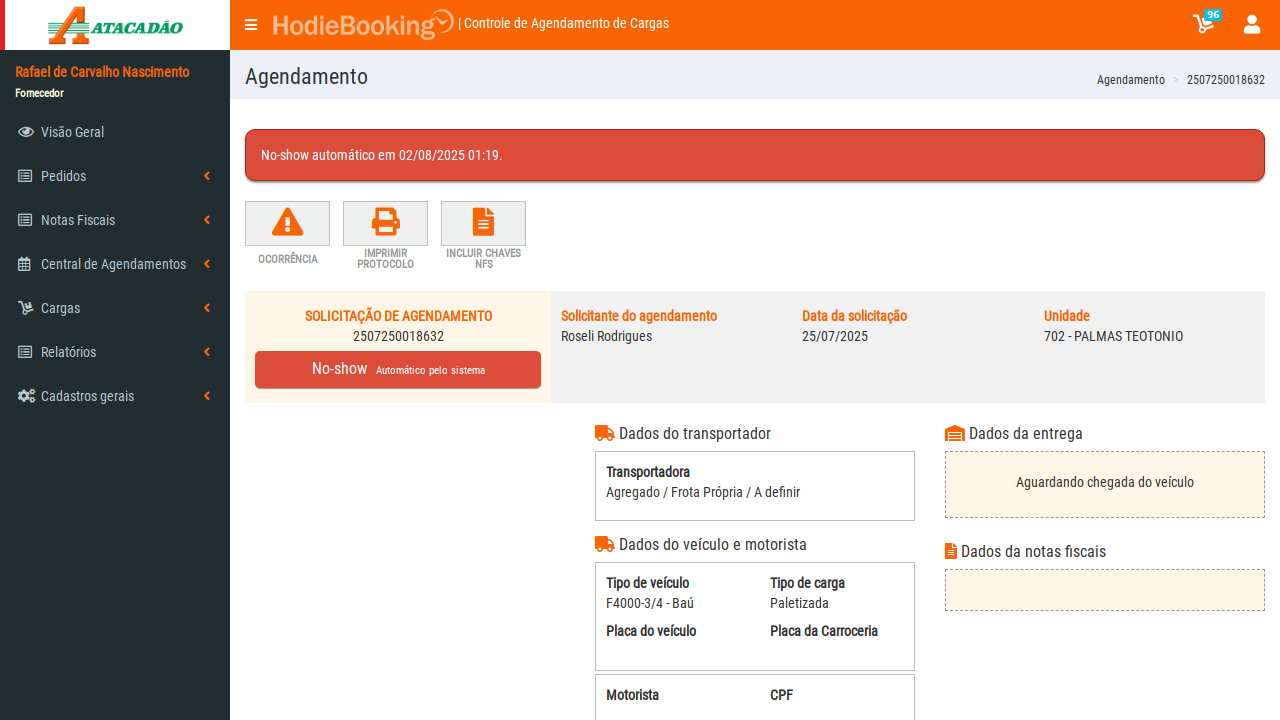 ATACADÃO
HodieBooking | Controle de Agendamento de Cargas
96
Rafael de Carvalho Nascimento
Fornecedor
Visão Geral
Pedidos
Notas Fiscais
Central de Agendamentos
Cargas
Relatórios
Cadastros gerais
Agendamento
Agendamento > 2507250018632
No-show automático em 02/08/2025 01:19.
OCORRÊNCIA
IMPRIMIR
PROTOCOLO
INCLUIR CHAVES
NFS
SOLICITAÇÃO DE AGENDAMENTO
2507250018632
No-show Automático pelo sistema
Solicitante do agendamento
Roseli Rodrigues
Data da solicitação
25/07/2025
Unidade
702 - PALMAS TEOTONIO
Dados do transportador
Transportadora
Agregado / Frota Própria / A definir
Dados do veículo e motorista
Tipo de veículo
F4000-3/4 - Baú
Tipo de carga
Paletizada
Placa do veículo
Placa da Carroceria
Motorista
CPF
Dados da entrega
Aguardando chegada do veículo
Dados da notas fiscais